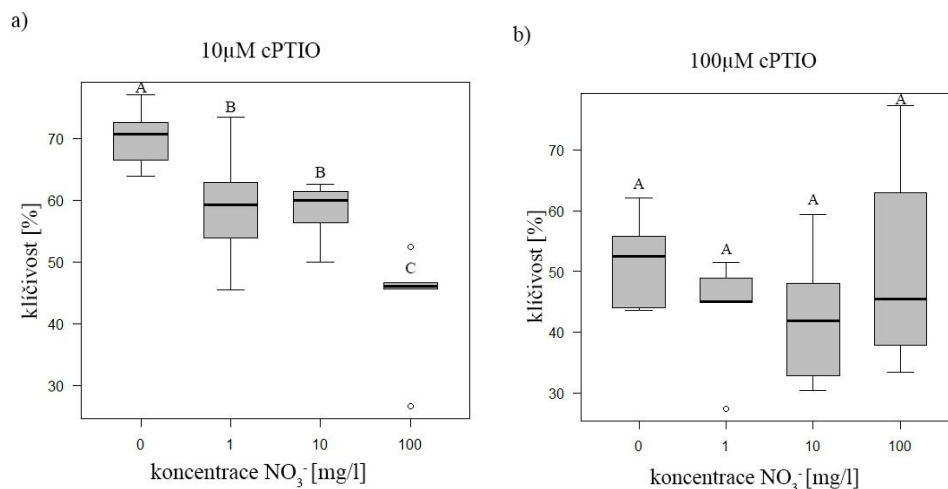 a)
10µM cPTIO
klíčivost [%]
70
60
50
40
30
A
B
B
C
0 1 10 100
koncentrace NO₃⁻ [mg/l]
b)
100µM cPTIO
klíčivost [%]
70
60
50
40
30
A
A
A
A
0 1 10 100
koncentrace NO₃⁻ [mg/l]